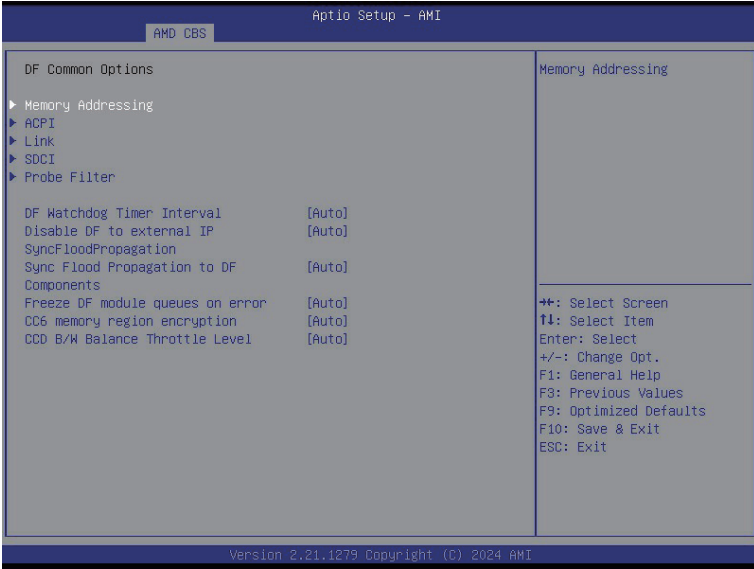 Aptio Setup – AMI
AMD CBS
DF Common Options
Memory Addressing
ACPI
Link
SDCI
Probe Filter
DF Watchdog Timer Interval [Auto]
Disable DF to external IP [Auto]
SyncFloodPropagation
Sync Flood Propagation to DF [Auto]
Components
Freeze DF module queues on error [Auto]
CC6 memory region encryption [Auto]
CCD B/W Balance Throttle Level [Auto]
Memory Addressing
→←: Select Screen
↑↓: Select Item
Enter: Select
+/-: Change Opt.
F1: General Help
F3: Previous Values
F9: Optimized Defaults
F10: Save & Exit
ESC: Exit
Version 2.21.1279 Copyright (C) 2024 AMI